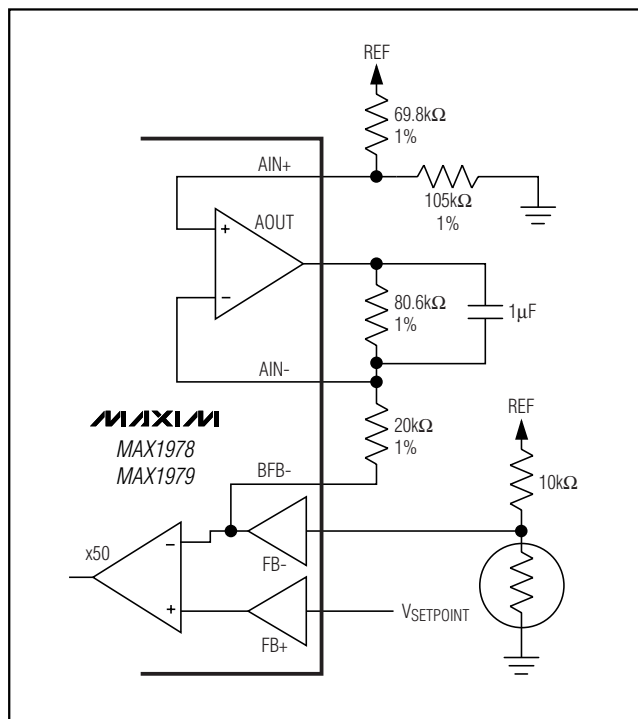 REF
69.8kΩ
1%
AIN+
105kΩ
1%
AOUT
+
-
80.6kΩ
1%
1µF
AIN-
MAXIM
MAX1978
MAX1979
20kΩ
1%
REF
10kΩ
BFB-
x50
-
FB-
+
FB+
VSETPOINT